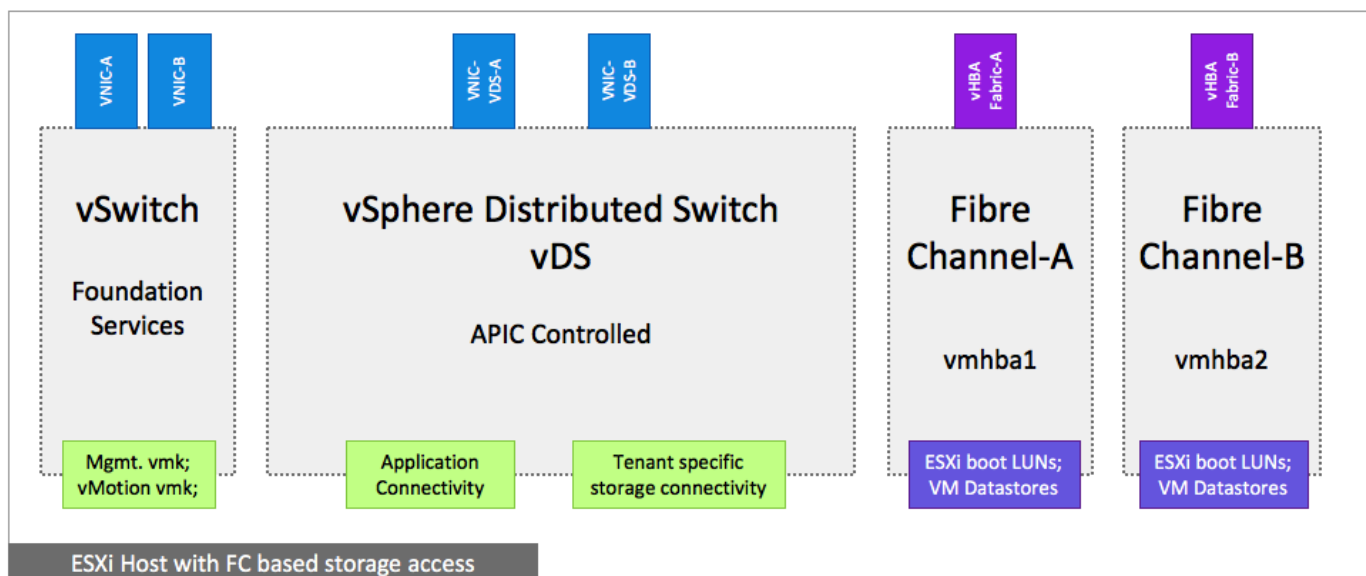 VNIC-A
VNIC-B
VNIC-
VDS-A
VNIC-
VDS-B
vHBA
Fabric-A
vHBA
Fabric-B
vSwitch
Foundation
Services
Mgmt. vmk;
vMotion vmk;
vSphere Distributed Switch
vDS
APIC Controlled
Application
Connectivity
Tenant specific
storage connectivity
Fibre
Channel-A
vmhba1
ESXi boot LUNs;
VM Datastores
Fibre
Channel-B
vmhba2
ESXi boot LUNs;
VM Datastores
ESXi Host with FC based storage access